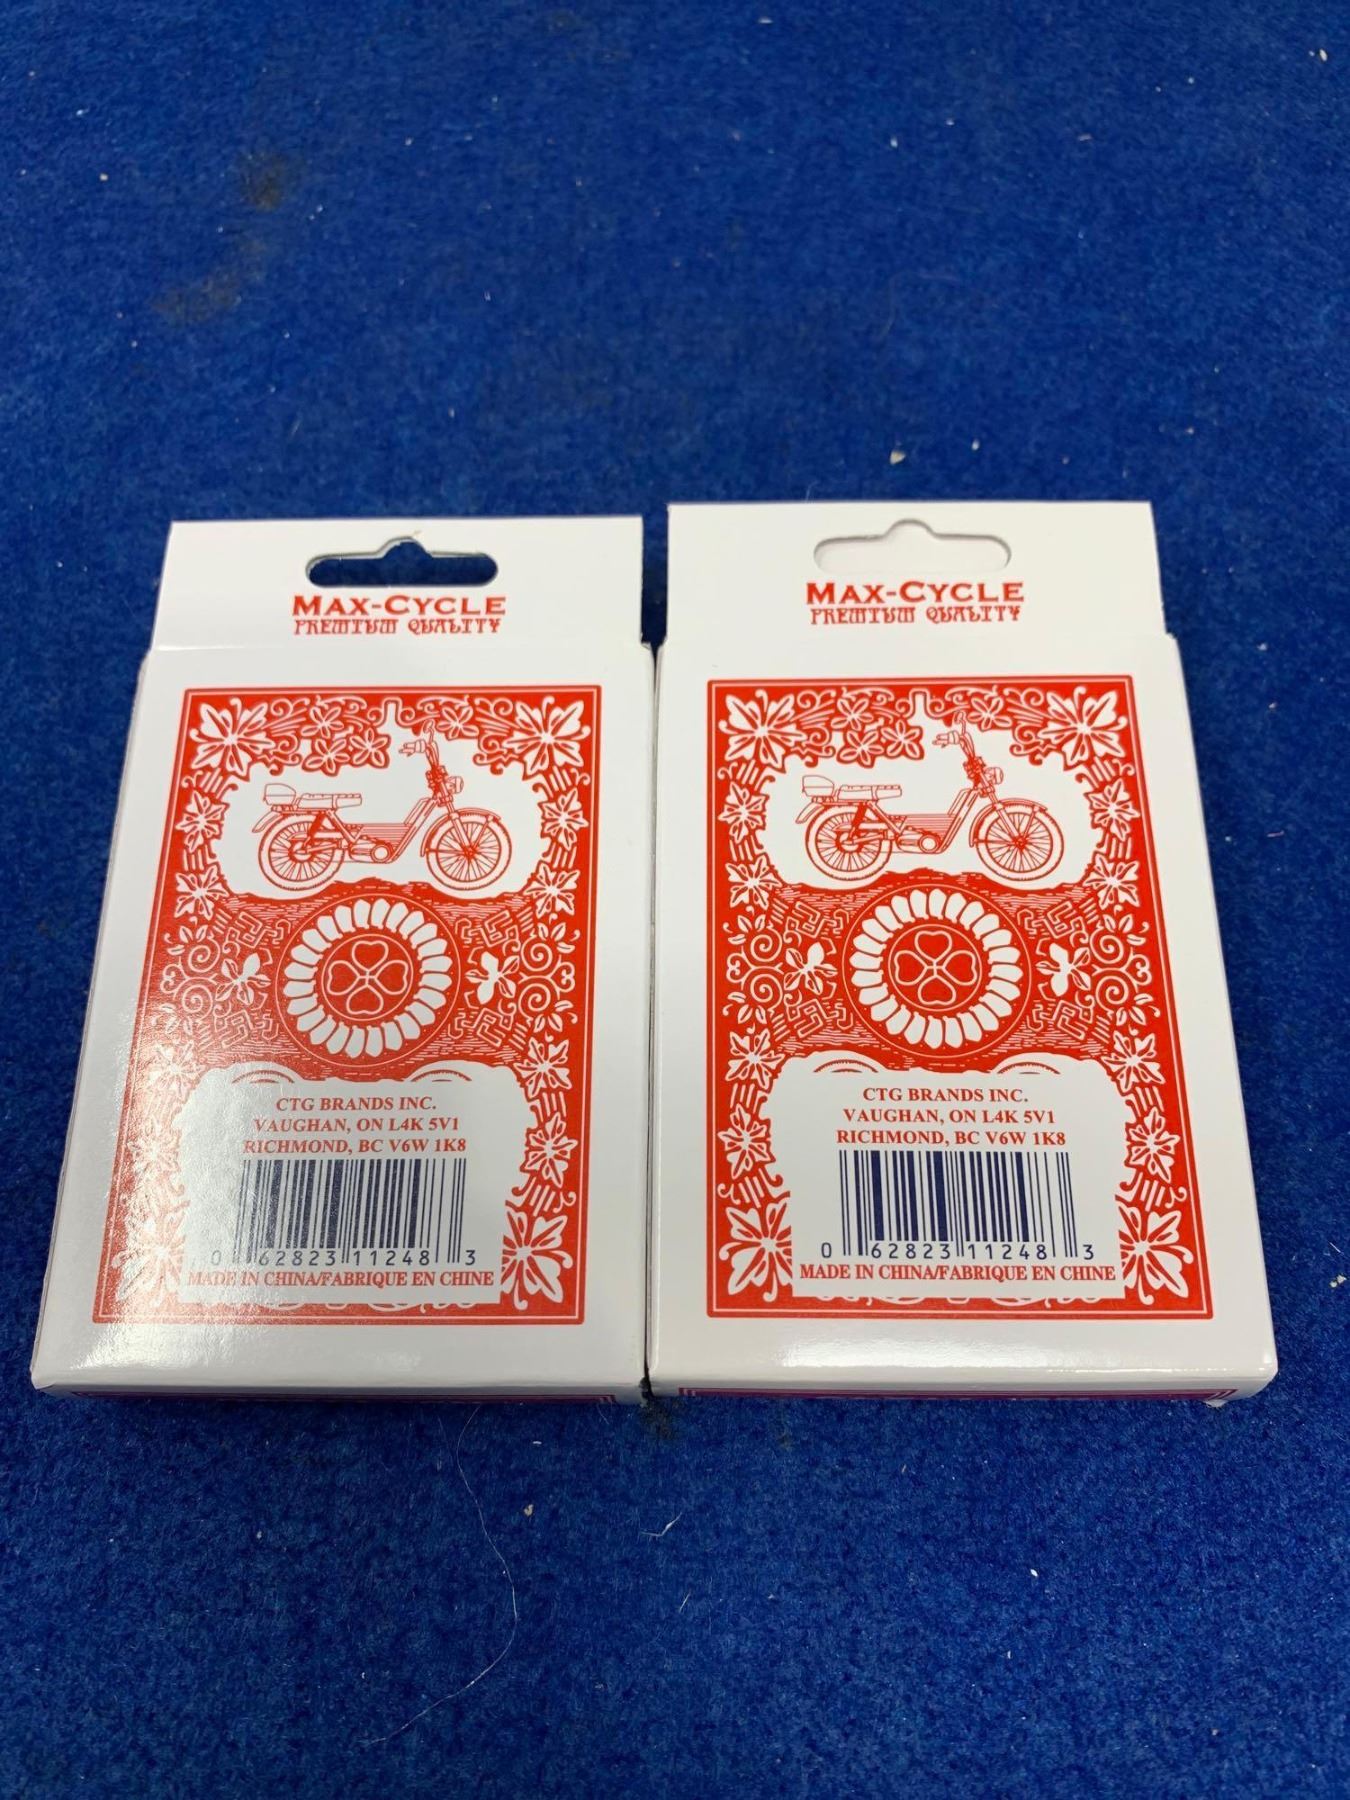 MAX-CYCLE
PREMIUM QUALITY
CTG BRANDS INC.
VAUGHAN, ON L4K 5V1
RICHMOND, BC V6W 1K8
0 62823 11248 3
MADE IN CHINA/FABRIQUE EN CHINE
MAX-CYCLE
PREMIUM QUALITY
CTG BRANDS INC.
VAUGHAN, ON L4K 5V1
RICHMOND, BC V6W 1K8
0 62823 11248 3
MADE IN CHINA/FABRIQUE EN CHINE